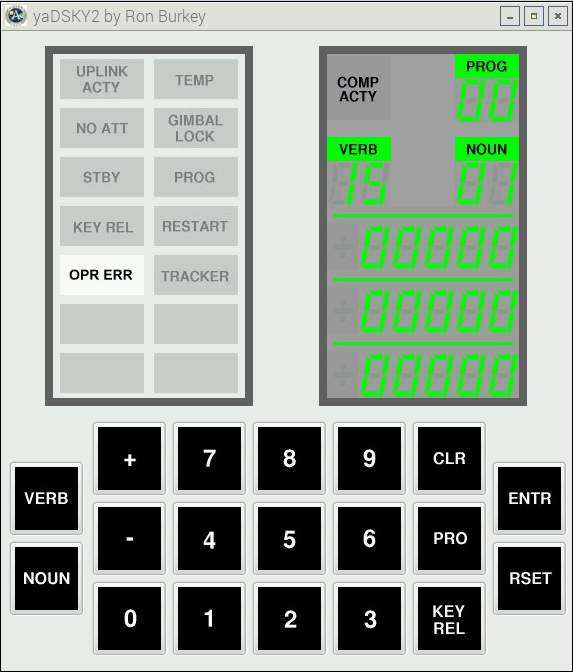 yaDSKY2 by Ron Burkey
UPLINK
ACTY
TEMP
NO ATT
GIMBAL
LOCK
STBY
PROG
KEY REL
RESTART
OPR ERR
TRACKER
COMP
ACTY
PROG
00
VERB
NOUN
15
01
00000
00000
00000
+
7
8
9
CLR
VERB
ENTR
-
4
5
6
PRO
NOUN
RSET
0
1
2
3
KEY
REL